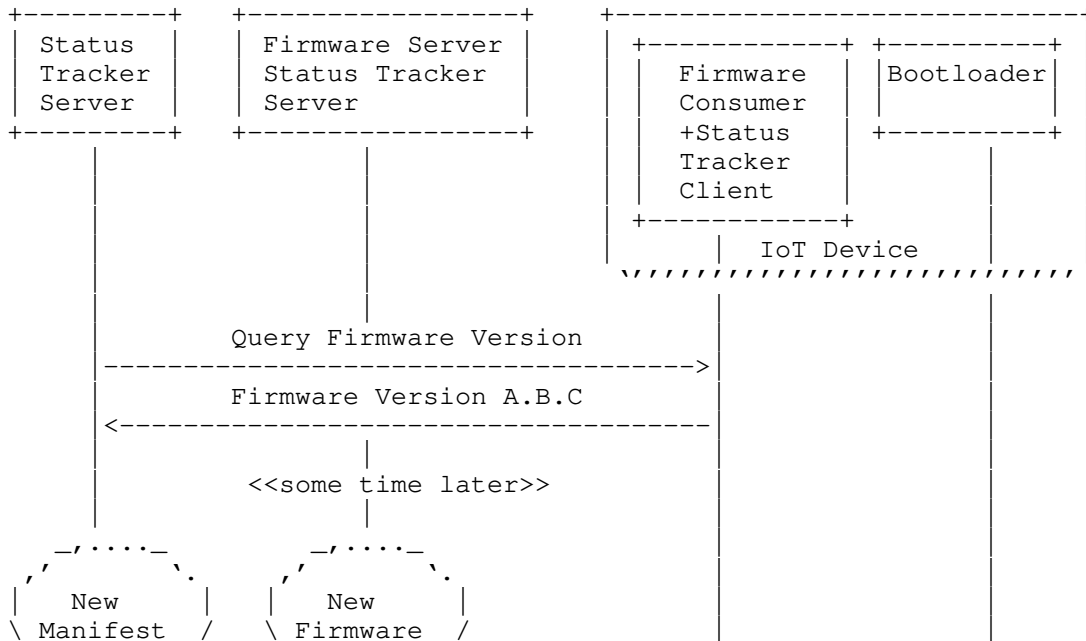 Status Firmware Server
Tracker Status Tracker Firmware Bootloader
Server Server Consumer
+Status
Tracker
Client
IoT Device
Query Firmware Version
Firmware Version A.B.C
<<some time later>>
New New
Manifest Firmware